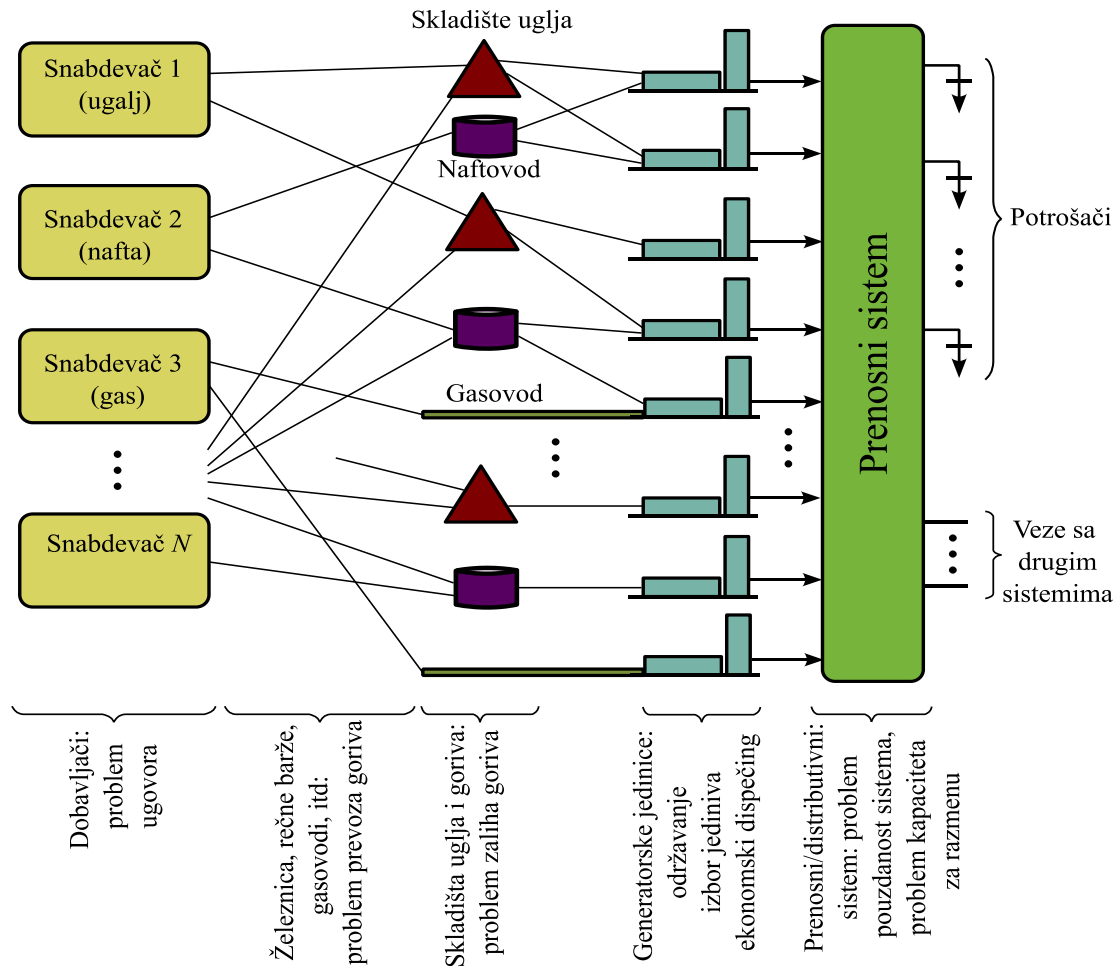 Skladište uglja
Snabdevač 1
(ugalj)
Naftovod
Snabdevač 2
(nafta)
Potrošači
Snabdevač 3
(gas)
Gasovod
Prenosni sistem
Snabdevač N
Veze sa
drugim
sistemima
Dobavljači:
problem
ugovora
Železnica, rečne barže,
gasovodi, itd:
problem prevoza goriva
Skladišta uglja i goriva:
problem zaliha goriva
Generatorske jedinice:
održavanje
izbor jediniva
ekonomski dispečing
Prenosni/distributivni:
sistem: problem
pouzdanost sistema,
problem kapaciteta
za razmenu